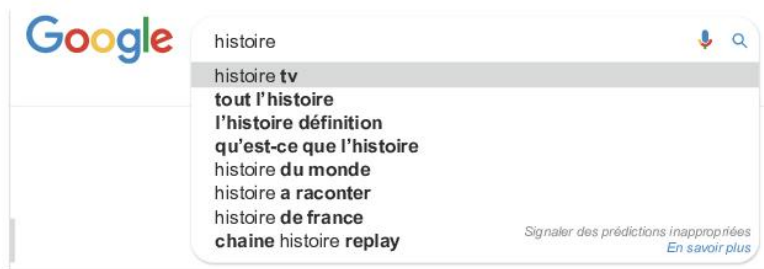 Google
histoire
histoire tv
tout l'histoire
l'histoire définition
qu'est-ce que l'histoire
histoire du monde
histoire a raconter
histoire de france
chaine histoire replay
Signaler des prédictions inappropriées
En savoir plus